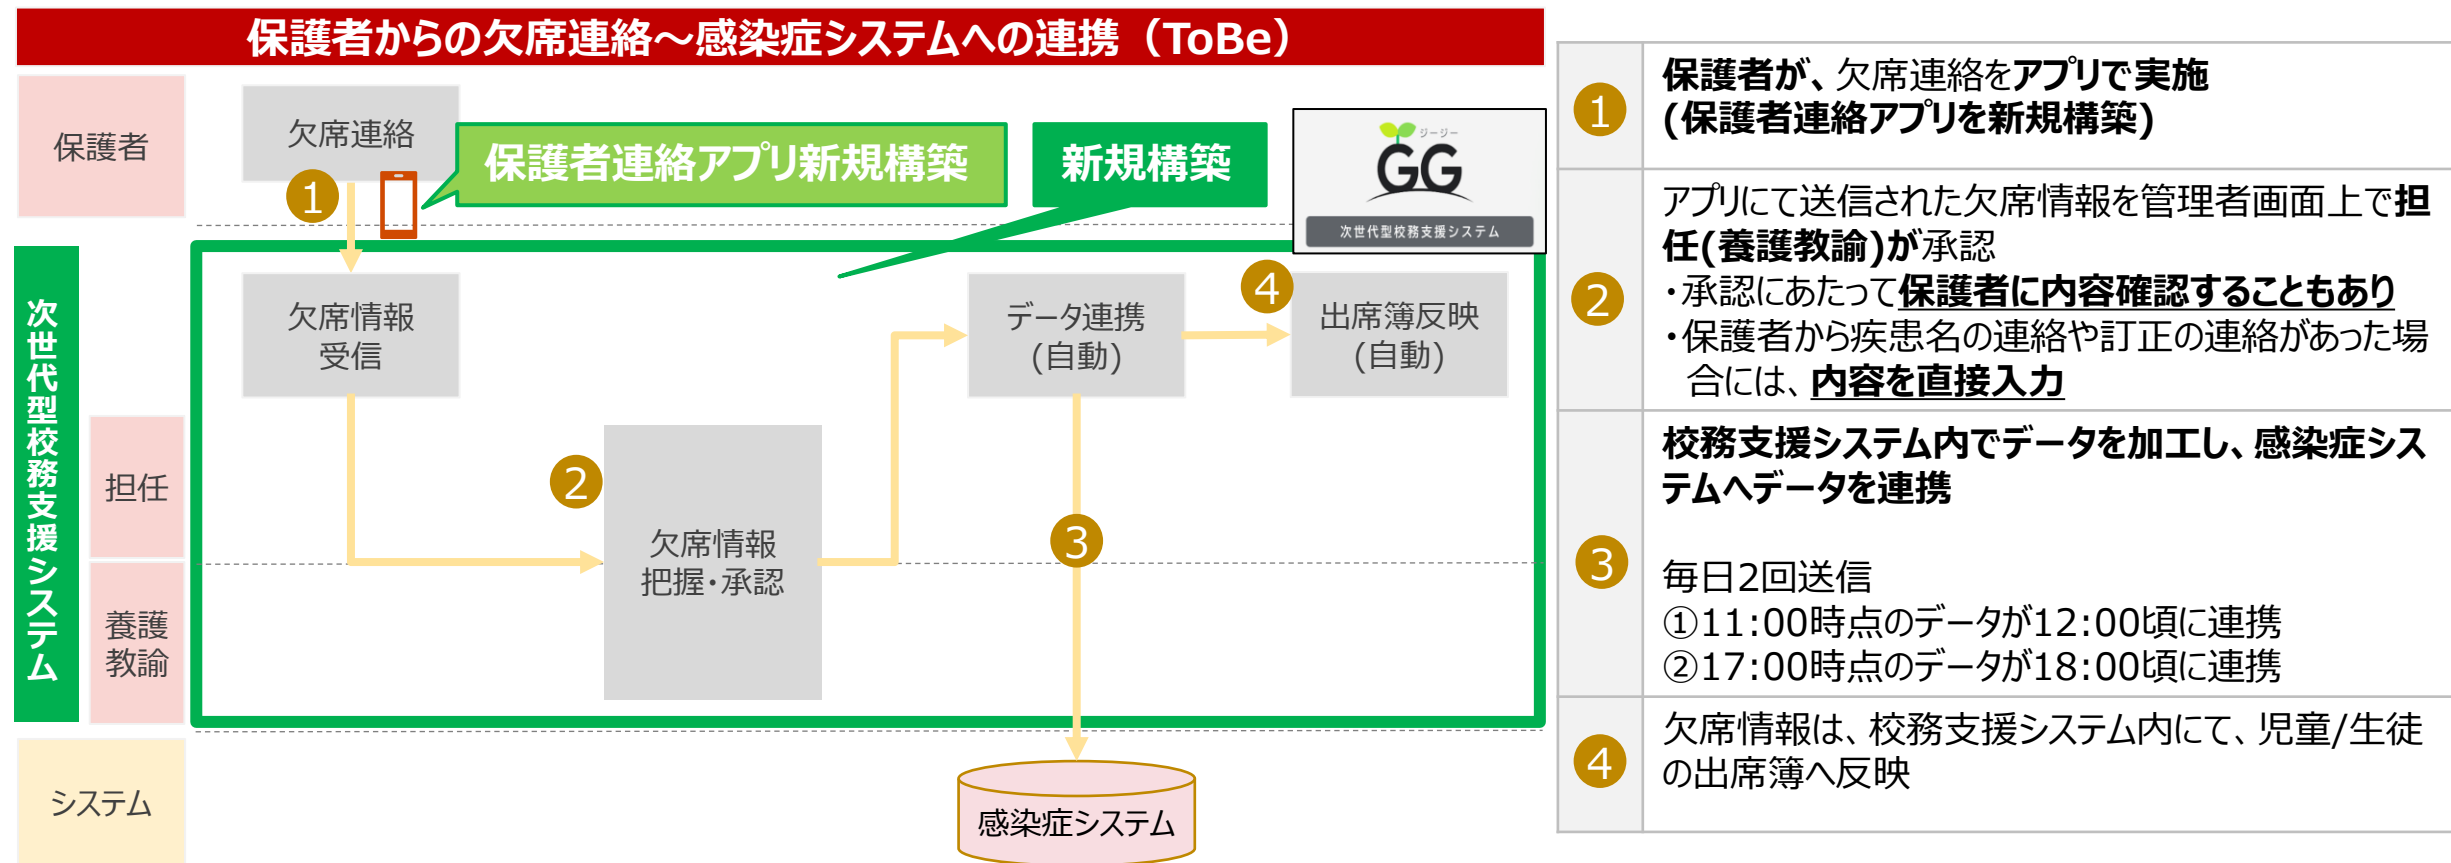 保護者からの欠席連絡～感染症システムへの連携（ToBe）
保護者
欠席連絡
1
保護者連絡アプリ新規構築
新規構築
ジージー
GG
次世代型校務支援システム
次世代型校務支援システム
欠席情報
受信
データ連携
(自動)
4
出席簿反映
(自動)
担任
2
欠席情報
把握・承認
3
養護
教諭
システム
感染症システム
1
保護者が、欠席連絡をアプリで実施
(保護者連絡アプリを新規構築)
2
アプリにて送信された欠席情報を管理者画面上で担
任(養護教諭)が承認
・承認にあたって保護者に内容確認することもあり
・保護者から疾患名の連絡や訂正の連絡があった場
合には、内容を直接入力
3
校務支援システム内でデータを加工し、感染症シス
テムへデータを連携
毎日2回送信
①11:00時点のデータが12:00頃に連携
②17:00時点のデータが18:00頃に連携
4
欠席情報は、校務支援システム内にて、児童/生徒
の出席簿へ反映